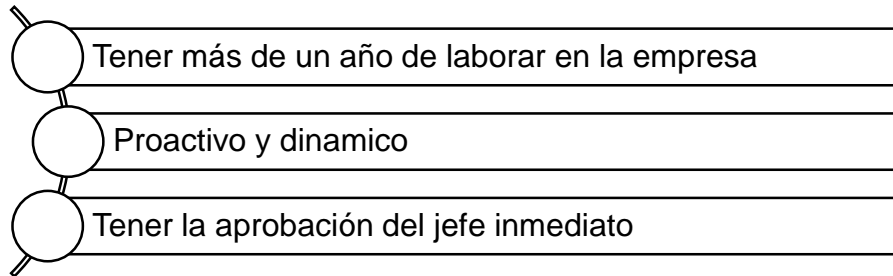 Tener más de un año de laborar en la empresa
Proactivo y dinamico
Tener la aprobación del jefe inmediato